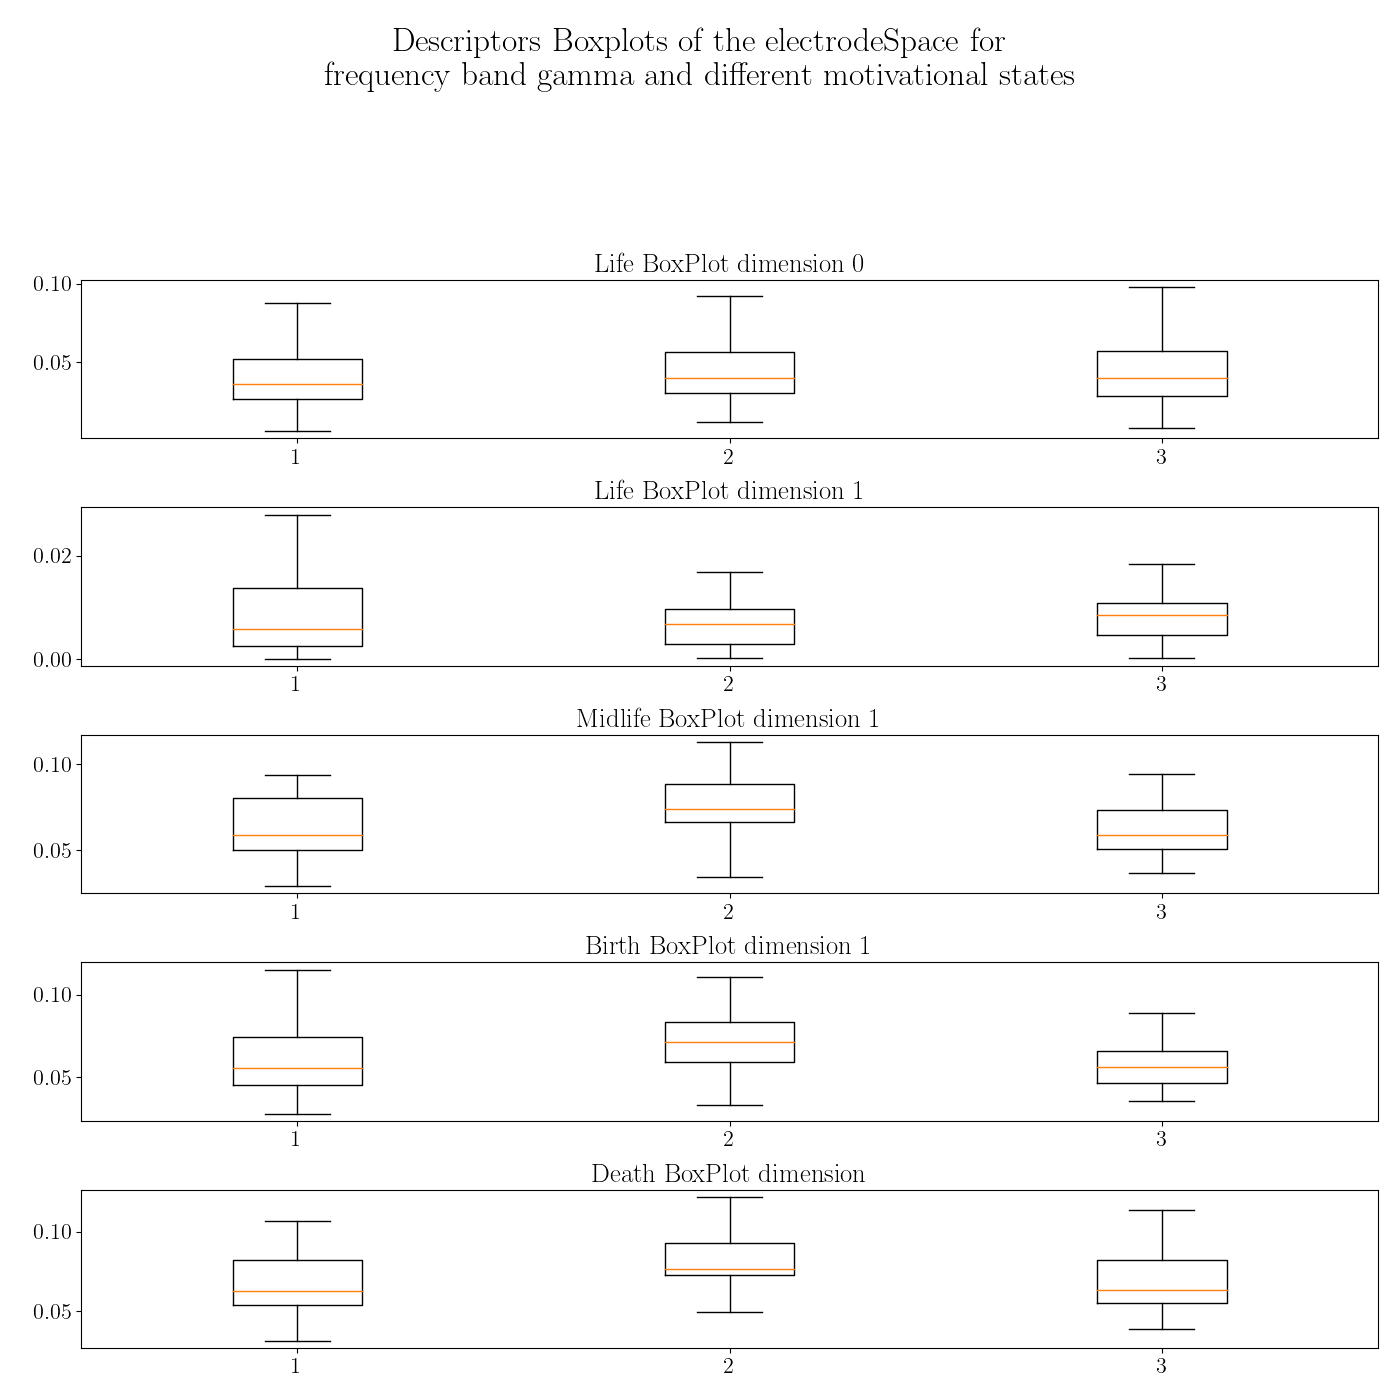 Descriptors Boxplots of the electrodeSpace for
frequency band gamma and different motivational states
Life BoxPlot dimension 0
0.10
0.05
1 2 3
Life BoxPlot dimension 1
0.02
0.00
1 2 3
Midlife BoxPlot dimension 1
0.10
0.05
1 2 3
Birth BoxPlot dimension 1
0.10
0.05
1 2 3
Death BoxPlot dimension
0.10
0.05
1 2 3